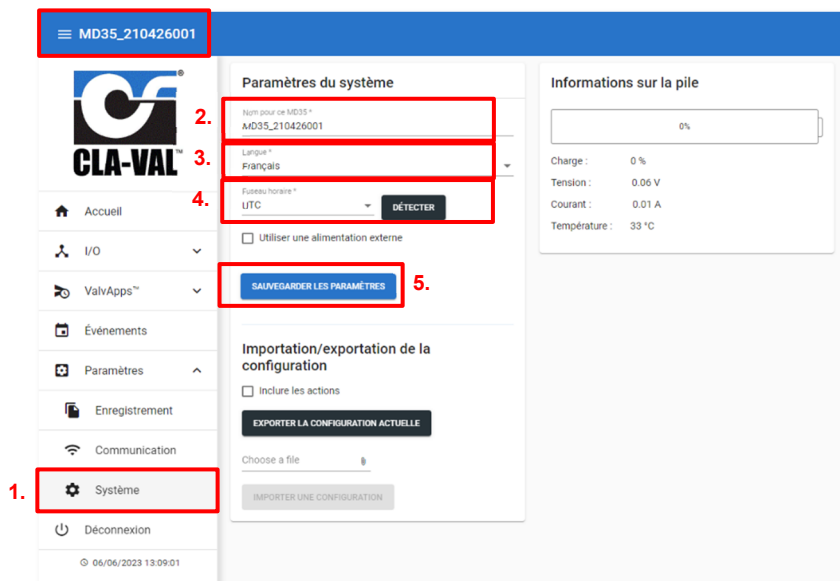 MD35_210426001
CLA-VAL™
®
Accueil
I/O
ValvApps™
Événements
Paramètres
Enregistrement
Communication
1.
Système
Déconnexion
06/06/2023 13:09:01
Paramètres du système
2.
Nom pour ce MD35 *
MD35_210426001
3.
Langue *
Français
4.
Fuseau horaire *
UTC
DÉTECTER
Utiliser une alimentation externe
SAUVEGARDER LES PARAMÈTRES
5.
Importation/exportation de la
configuration
Inclure les actions
EXPORTER LA CONFIGURATION ACTUELLE
Choose a file
IMPORTER UNE CONFIGURATION
Informations sur la pile
0%
Charge : 0 %
Tension : 0.06 V
Courant : 0.01 A
Température : 33 °C